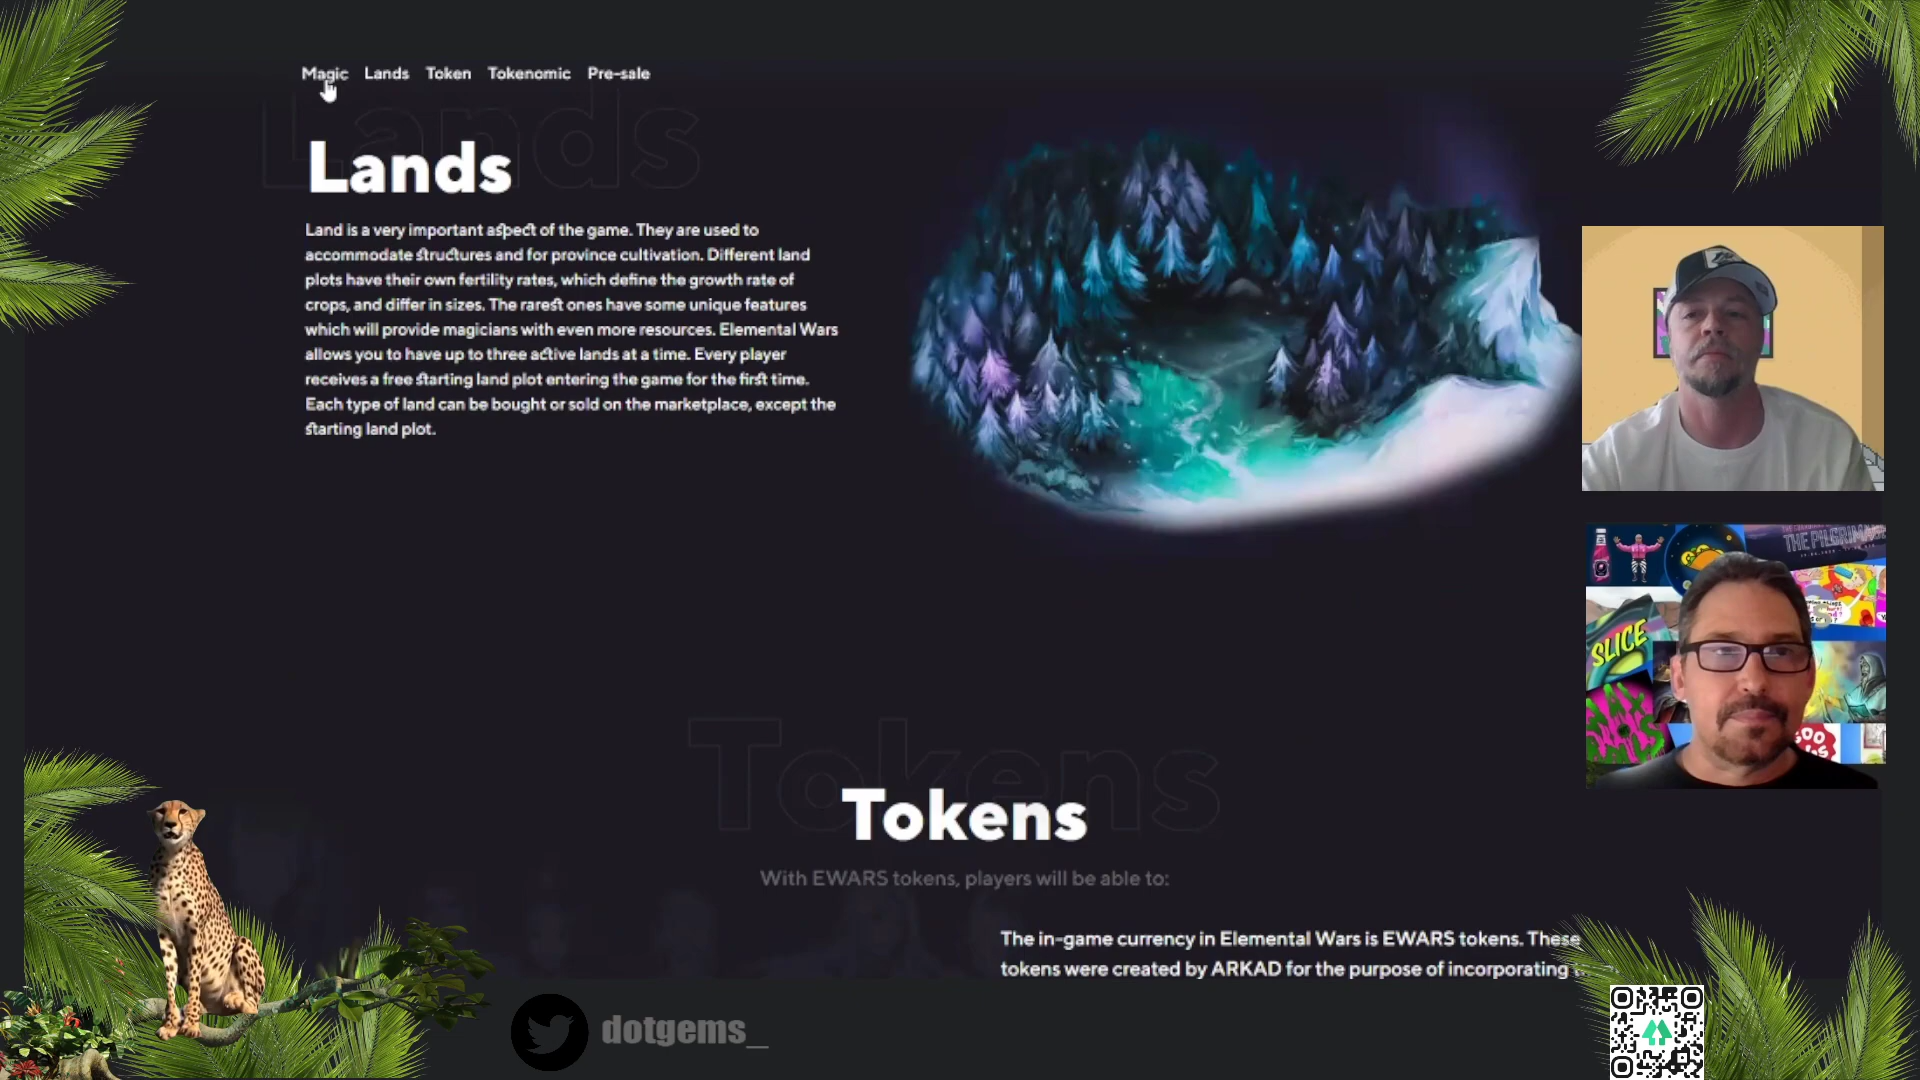 Magic Lands Token Tokenomic Pre-sale
Lands
Lands
Land is a very important aspect of the game. They are used to
accommodate structures and for province cultivation. Different land
plots have their own fertility rates, which define the growth rate of
crops, and differ in sizes. The rarest ones have some unique features
which will provide magicians with even more resources. Elemental Wars
allows you to have up to three active lands at a time. Every player
receives a free starting land plot entering the game for the first time.
Each type of land can be bought or sold on the marketplace, except the
starting land plot.
THE PILGRIMAGE
SLICE
Tokens
Tokens
With EWARS tokens, players will be able to:
The in-game currency in Elemental Wars is EWARS tokens. These
tokens were created by ARKAD for the purpose of incorporating
dotgems_